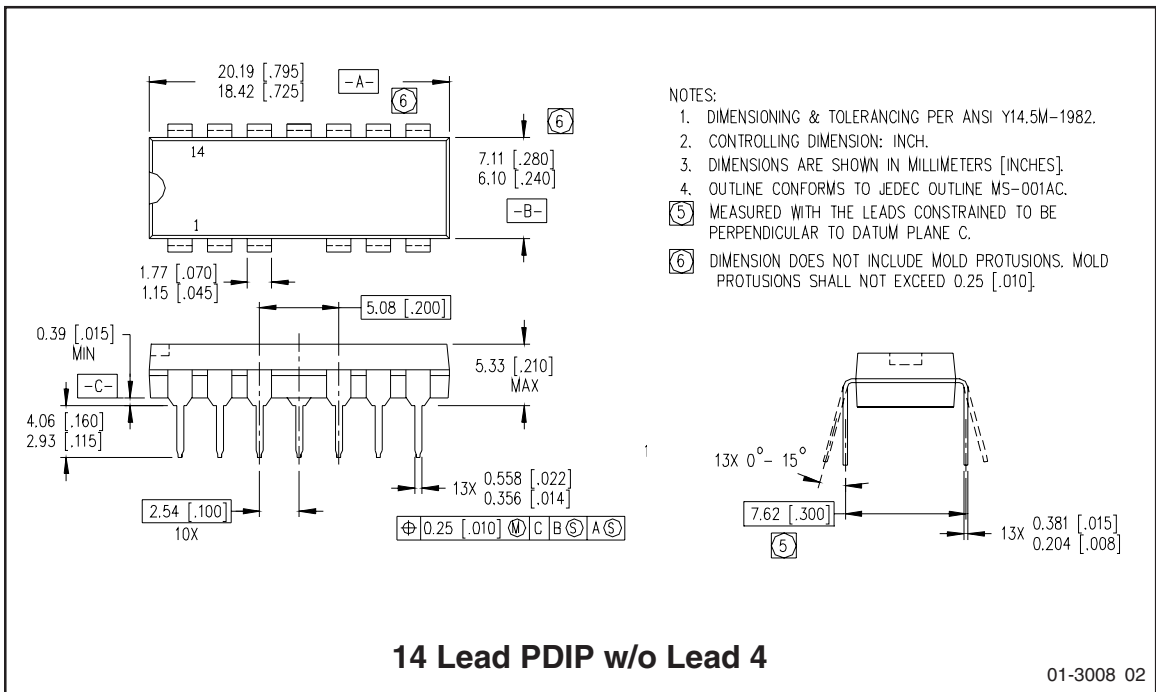 20.19 [.795]
18.42 [.725]
-A-
6
6
14
1
7.11 [.280]
6.10 [.240]
-B-
1.77 [.070]
1.15 [.045]
5.08 [.200]
0.39 [.015]
MIN
-C-
5.33 [.210]
MAX
4.06 [.160]
2.93 [.115]
13X 0.558 [.022]
0.356 [.014]
2.54 [.100]
10X
⌖ 0.25 [.010] Ⓜ C B Ⓢ A Ⓢ
NOTES:
1. DIMENSIONING & TOLERANCING PER ANSI Y14.5M-1982.
2. CONTROLLING DIMENSION: INCH.
3. DIMENSIONS ARE SHOWN IN MILLIMETERS [INCHES].
4. OUTLINE CONFORMS TO JEDEC OUTLINE MS-001AC.
5 MEASURED WITH THE LEADS CONSTRAINED TO BE
PERPENDICULAR TO DATUM PLANE C.
6 DIMENSION DOES NOT INCLUDE MOLD PROTUSIONS. MOLD
PROTUSIONS SHALL NOT EXCEED 0.25 [.010].
13X 0°- 15°
7.62 [.300]
5
13X 0.381 [.015]
0.204 [.008]
14 Lead PDIP w/o Lead 4
01-3008 02